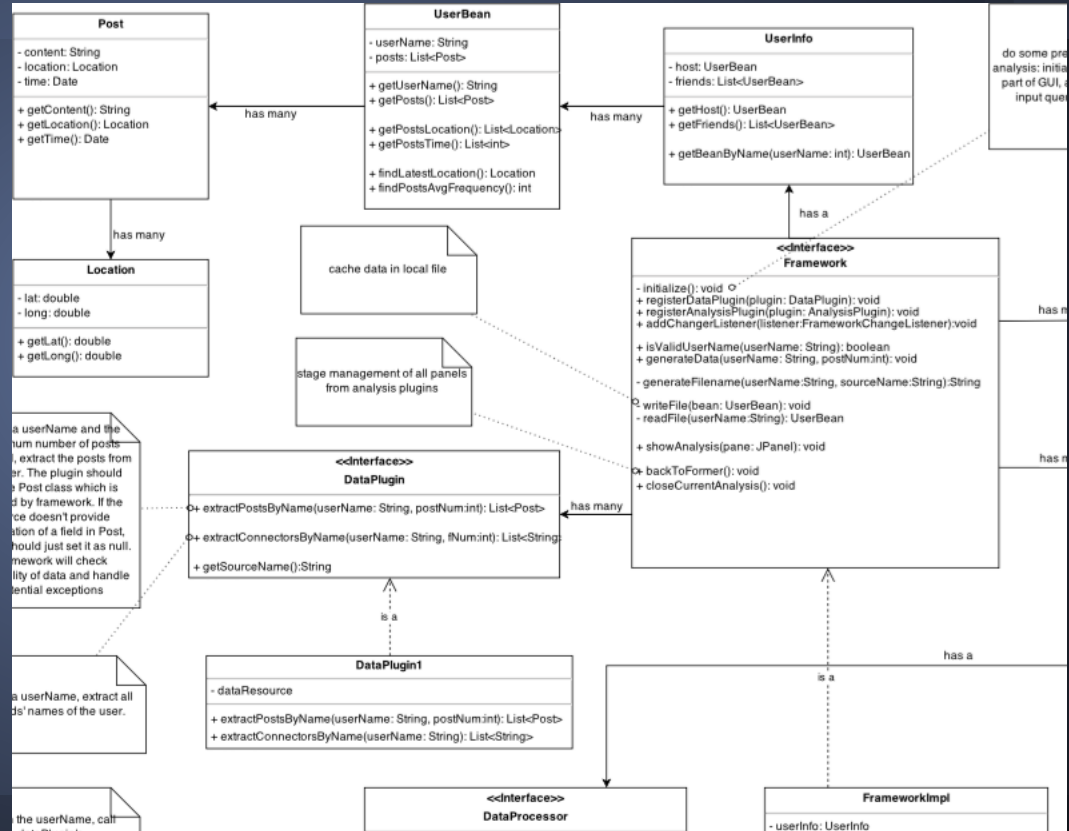 Post
- content: String
- location: Location
- time: Date
+ getContent(): String
+ getLocation(): Location
+ getTime(): Date
has many
UserBean
- userName: String
- posts: List<Post>
+ getUserName(): String
+ getPosts(): List<Post>
+ getPostsLocation(): List<Location>
+ getPostsTime(): List<int>
+ findLatestLocation(): Location
+ findPostsAvgFrequency(): int
has many
UserInfo
- host: UserBean
- friends: List<UserBean>
+ getHost(): UserBean
+ getFriends(): List<UserBean>
+ getBeanByName(userName: int): UserBean
do some pre
analysis: initia
part of GUI, a
input que
has many
Location
- lat: double
- long: double
+ getLat(): double
+ getLong(): double
cache data in local file
stage management of all panels
from analysis plugins
has a
<<Interface>>
Framework
- initialize(): void
+ registerDataPlugin(plugin: DataPlugin): void
+ registerAnalysisPlugin(plugin: AnalysisPlugin): void
+ addChangerListener(listener:FrameworkChangeListener):void
+ isValidUserName(userName: String): boolean
+ generateData(userName: String, postNum:int): void
- generateFilename(userName:String, sourceName:String):String
- writeFile(bean: UserBean): void
- readFile(userName:String): UserBean
+ showAnalysis(pane: JPanel): void
+ backToFormer(): void
+ closeCurrentAnalysis(): void
has m
has m
a userName and the
num number of posts
l, extract the posts from
er. The plugin should
Post class which is
d by framework. If the
rce doesn't provide
ation of a field in Post,
hould just set it as null.
mework will check
lity of data and handle
tential exceptions
<<Interface>>
DataPlugin
+ extractPostsByName(userName: String, postNum:int): List<Post>
+ extractConnectorsByName(userName: String, fNum:int): List<String>
+ getSourceName():String
has many
is a
a userName, extract all
ds' names of the user.
DataPlugin1
- dataResource
+ extractPostsByName(userName: String, postNum:int): List<Post>
+ extractConnectorsByName(userName: String): List<String>
has a
is a
the userName, call
<<Interface>>
DataProcessor
FrameworkImpl
- userInfo: UserInfo